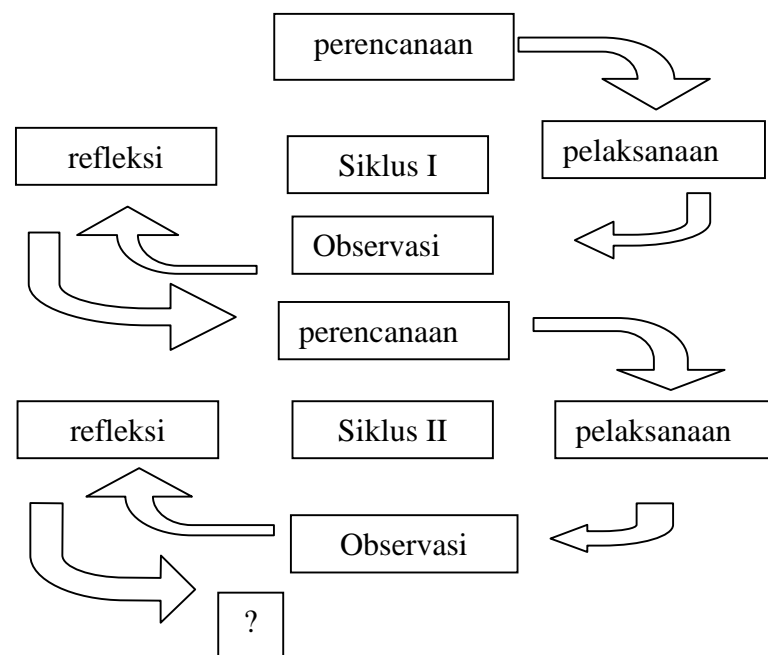 perencanaan
refleksi
Siklus I
pelaksanaan
Observasi
perencanaan
refleksi
Siklus II
pelaksanaan
Observasi
?